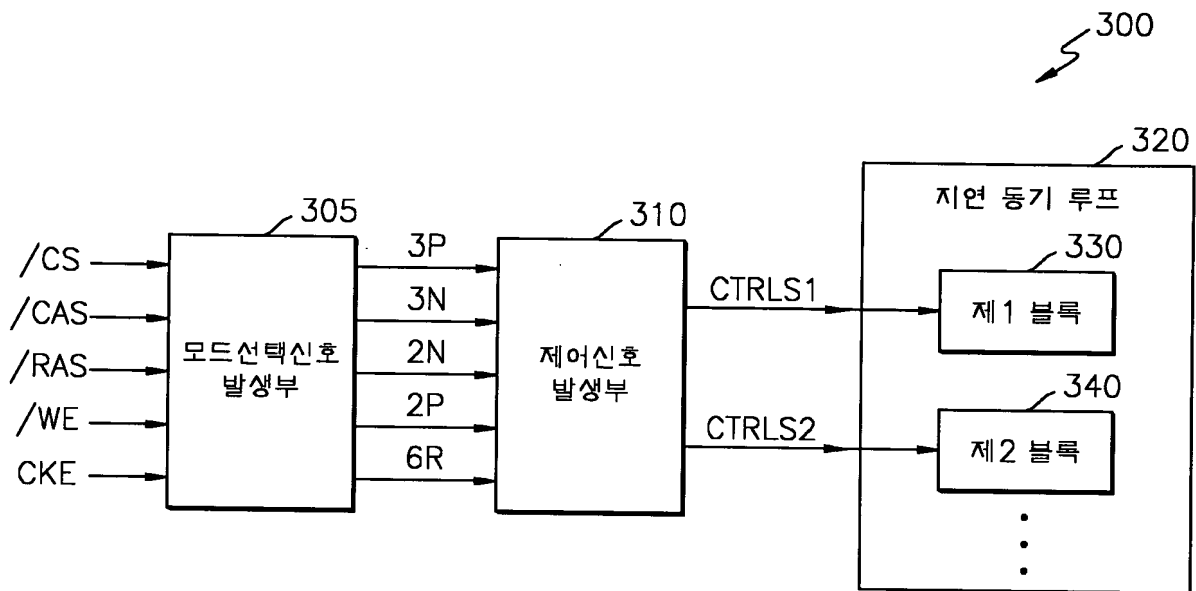 300
320
지연 동기 루프
305
310
330
/CS
/CAS
/RAS
/WE
CKE
모드선택신호
발생부
3P
3N
2N
2P
6R
제어신호
발생부
CTRLS1
CTRLS2
제1 블록
340
제2 블록